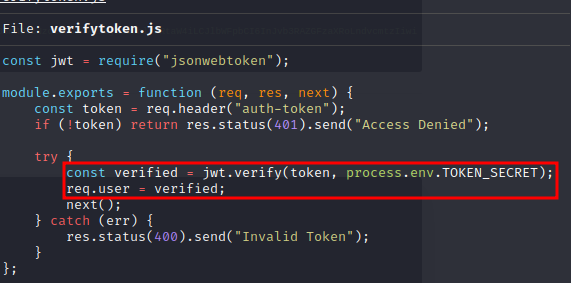 File: verifytoken.js
const jwt = require("jsonwebtoken");
module.exports = function (req, res, next) {
    const token = req.header("auth-token");
    if (!token) return res.status(401).send("Access Denied");
    try {
        const verified = jwt.verify(token, process.env.TOKEN_SECRET);
        req.user = verified;
        next();
    } catch (err) {
        res.status(400).send("Invalid Token");
    }
};